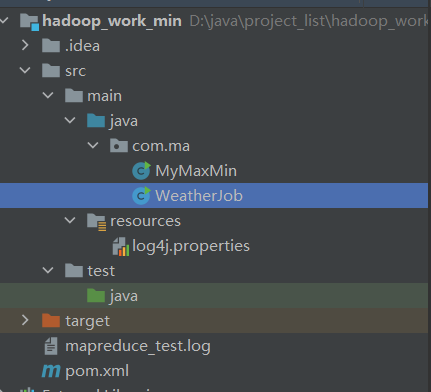 hadoop_work_min D:\java\project_list\hadoop_work
.idea
src
main
java
com.ma
MyMaxMin
WeatherJob
resources
log4j.properties
test
java
target
mapreduce_test.log
pom.xml